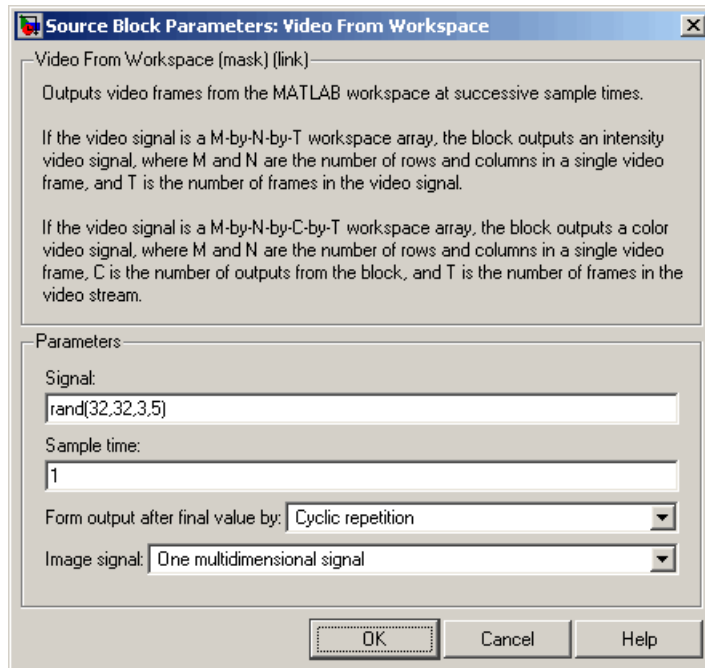 Source Block Parameters: Video From Workspace
Video From Workspace (mask) (link)
Outputs video frames from the MATLAB workspace at successive sample times.
If the video signal is a M-by-N-by-T workspace array, the block outputs an intensity
video signal, where M and N are the number of rows and columns in a single video
frame, and T is the number of frames in the video signal.
If the video signal is a M-by-N-by-C-by-T workspace array, the block outputs a color
video signal, where M and N are the number of rows and columns in a single video
frame, C is the number of outputs from the block, and T is the number of frames in the
video stream.
Parameters
Signal:
rand(32,32,3,5)
Sample time:
1
Form output after final value by: Cyclic repetition
Image signal: One multidimensional signal
OK Cancel Help